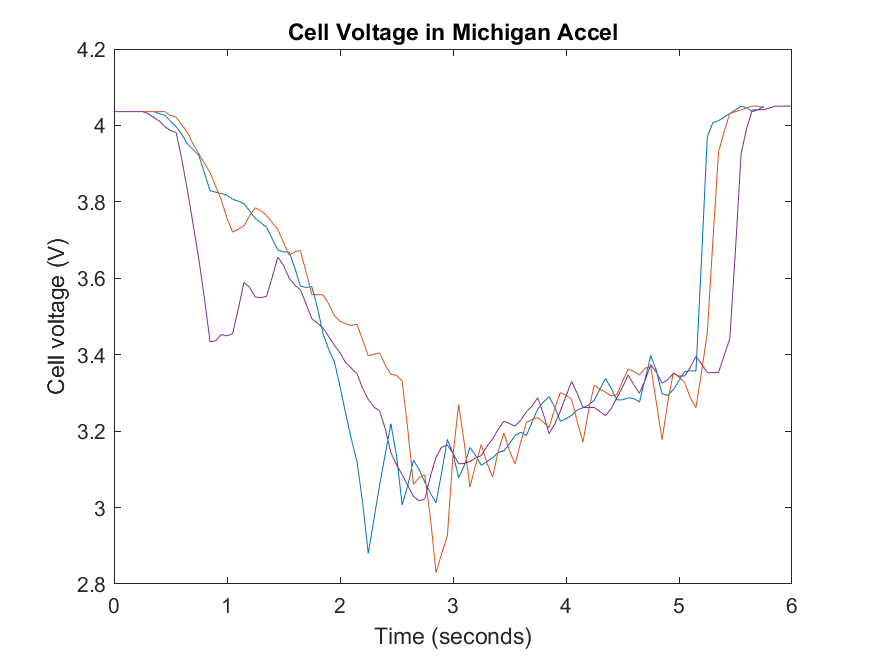 Cell Voltage in Michigan Accel
4.2
4
3.8
3.6
3.4
3.2
3
2.8
Cell voltage (V)
0 1 2 3 4 5 6
Time (seconds)